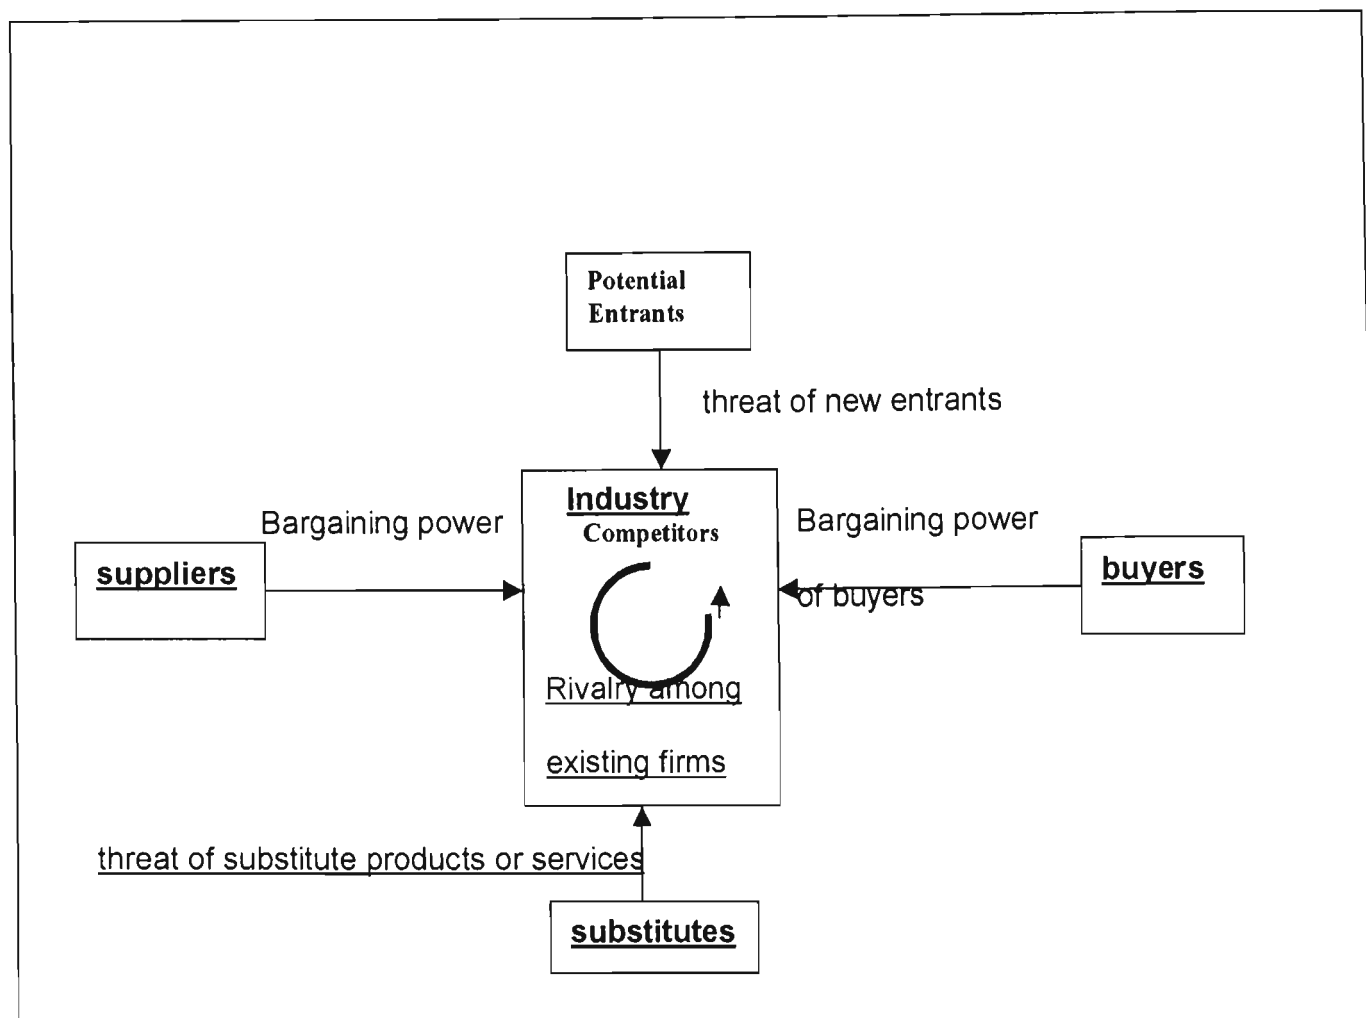 Potential
Entrants
threat of new entrants
Industry
Competitors
Bargaining power
suppliers
Bargaining power
of buyers
buyers
Rivalry among
existing firms
threat of substitute products or services
substitutes